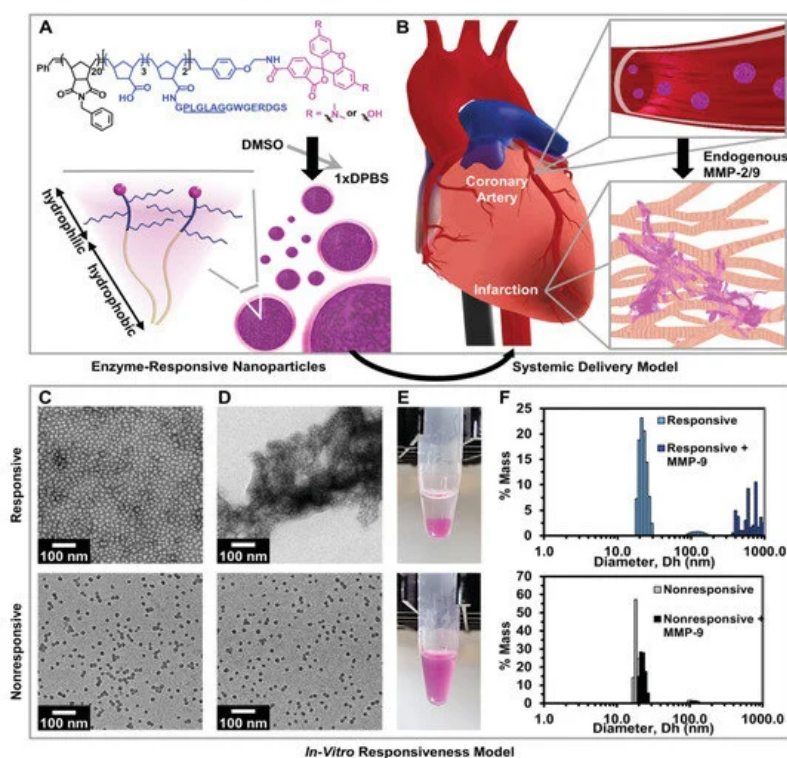 A
B
Ph
20
3
2
O
N
O
HO
O
HN
O
O
NH
O
R
O
O
O
R
GPLGLAGGWGERDGS
R = N or OH
DMSO
1xDPBS
hydrophilic
hydrophobic
Coronary
Artery
Infarction
Endogenous
MMP-2/9
Enzyme-Responsive Nanoparticles
Systemic Delivery Model
C
D
E
F
Responsive
100 nm
100 nm
% Mass
25
20
15
10
5
0
Responsive
Responsive +
MMP-9
1.0
10.0
100.0
1000.0
Diameter, Dh (nm)
Nonresponsive
100 nm
100 nm
% Mass
70
60
50
40
30
20
10
0
Nonresponsive
Nonresponsive +
MMP-9
1.0
10.0
100.0
1000.0
Diameter, Dh (nm)
In-Vitro Responsiveness Model